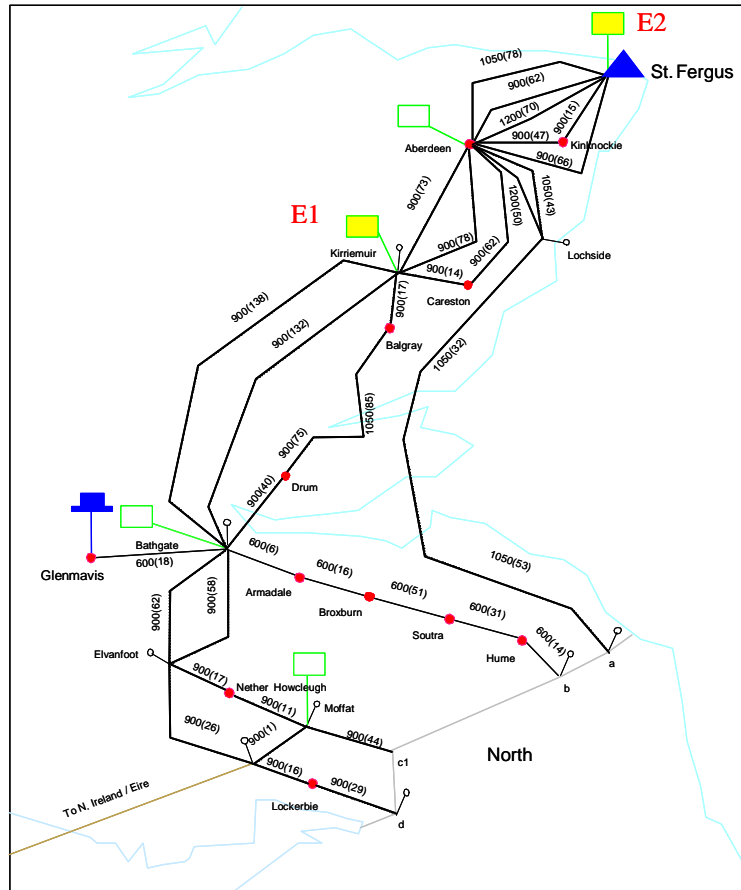 E2
1050(78)
St. Fergus
900(62)
1200(70)
900(15)
900(47)
Kinknockie
Aberdeen
900(66)
1050(43)
1200(50)
900(73)
E1
900(78)
900(62)
Lochside
Kirriemuir
900(14)
Careston
900(17)
900(138)
900(132)
Balgray
1050(32)
1050(85)
900(75)
Drum
900(40)
Bathgate
600(18)
Glenmavis
600(6)
Armadale
600(16)
Broxburn
600(51)
Soutra
600(31)
Hume
600(14)
1050(53)
a
b
900(62)
900(58)
Elvanfoot
900(17)
Nether Howcleugh
900(11)
Moffat
900(26)
900(1)
900(44)
c1
North
900(16)
900(29)
Lockerbie
d
To N. Ireland / Eire